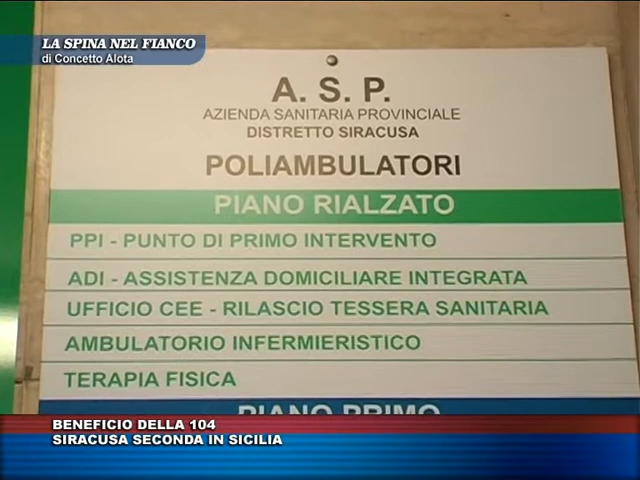 LA SPINA NEL FIANCO
di Concetto Alota
A. S. P.
AZIENDA SANITARIA PROVINCIALE
DISTRETTO SIRACUSA
POLIAMBULATORI
PIANO RIALZATO
PPI - PUNTO DI PRIMO INTERVENTO
ADI - ASSISTENZA DOMICILIARE INTEGRATA
UFFICIO CEE - RILASCIO TESSERA SANITARIA
AMBULATORIO INFERMIERISTICO
TERAPIA FISICA
PIANO PRIMO
BENEFICIO DELLA 104
SIRACUSA SECONDA IN SICILIA